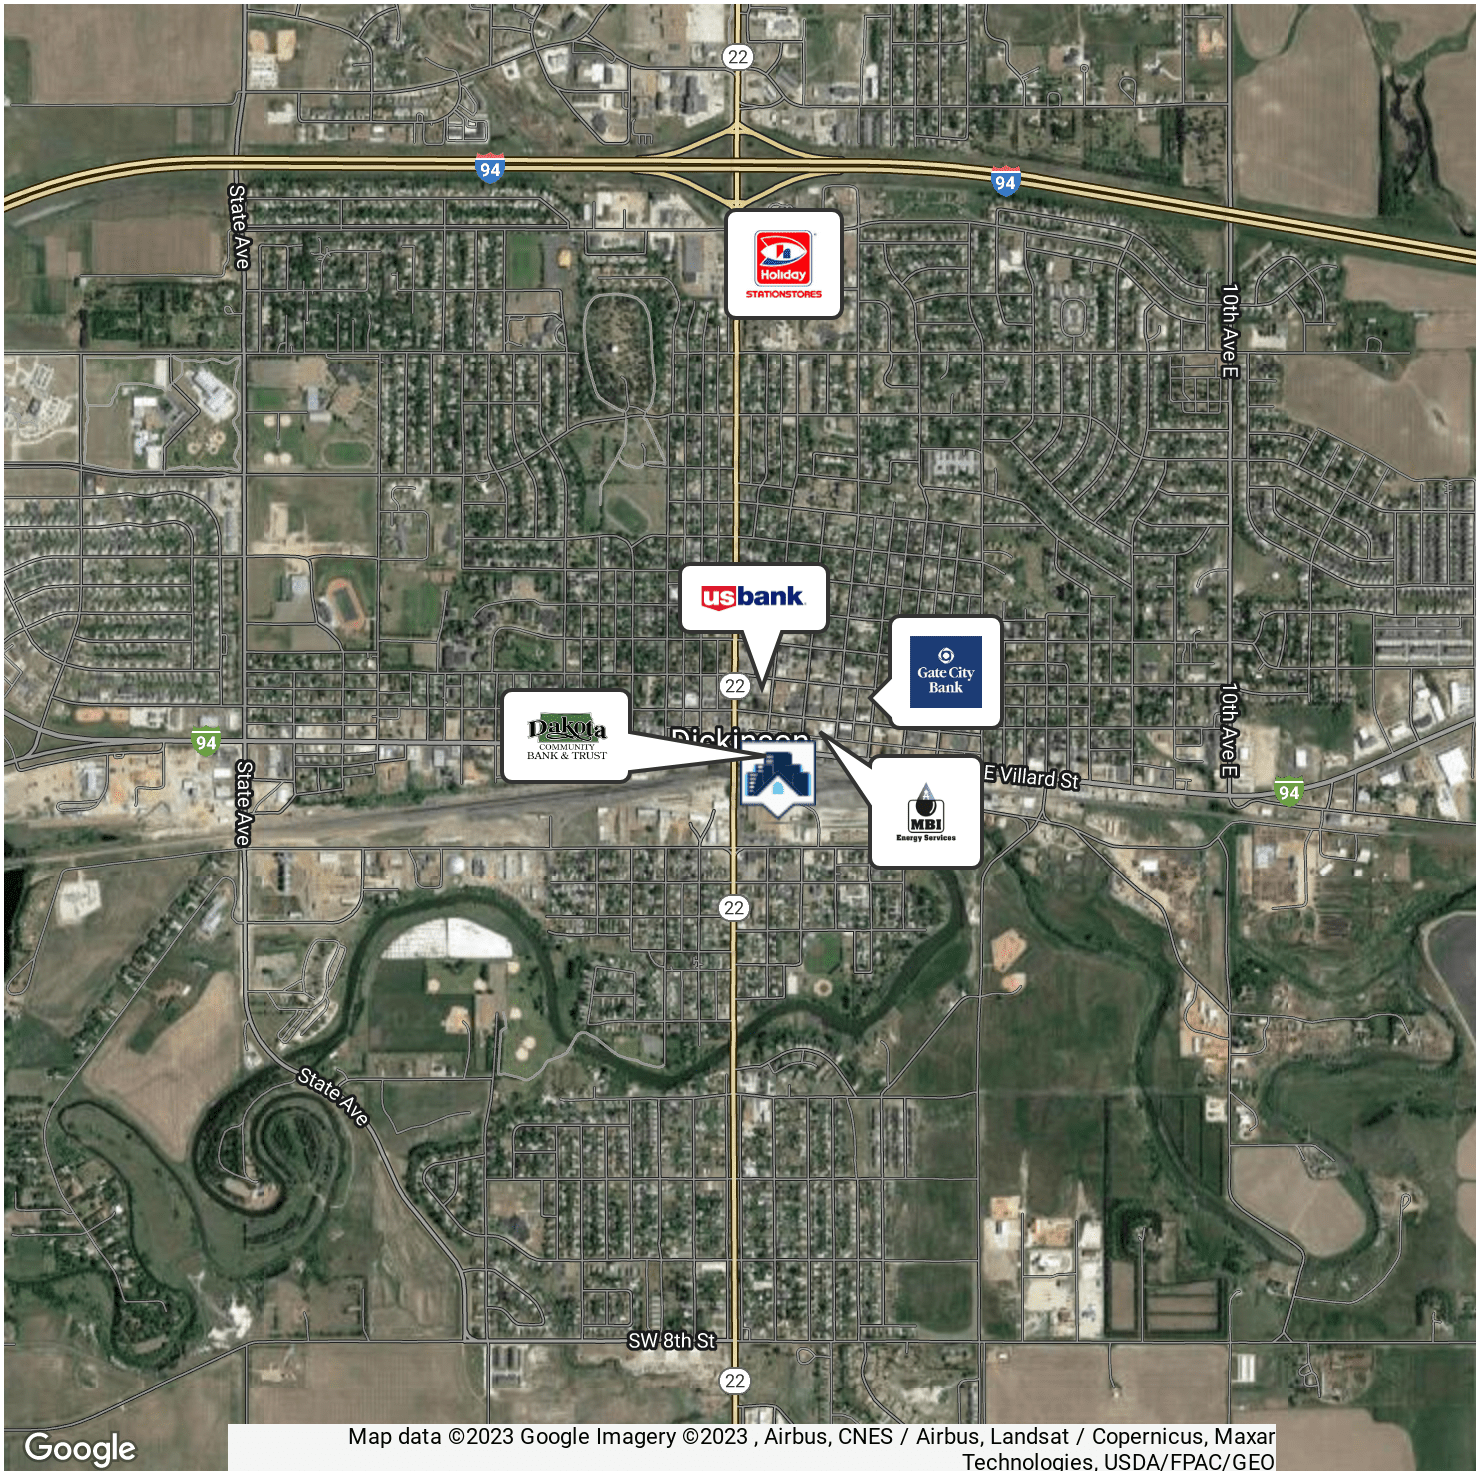 22
94
94
State Ave
Holiday
STATIONSTORES
10th Ave E
usbank
Gate City
Bank
22
10th Ave E
Dakota
COMMUNITY
BANK & TRUST
Dickinson
94
E Villard St
94
State Ave
MBI
Energy Services
22
State Ave
SW 8th St
22
Google
Map data ©2023 Google Imagery ©2023 , Airbus, CNES / Airbus, Landsat / Copernicus, Maxar
Technologies, USDA/FPAC/GEO